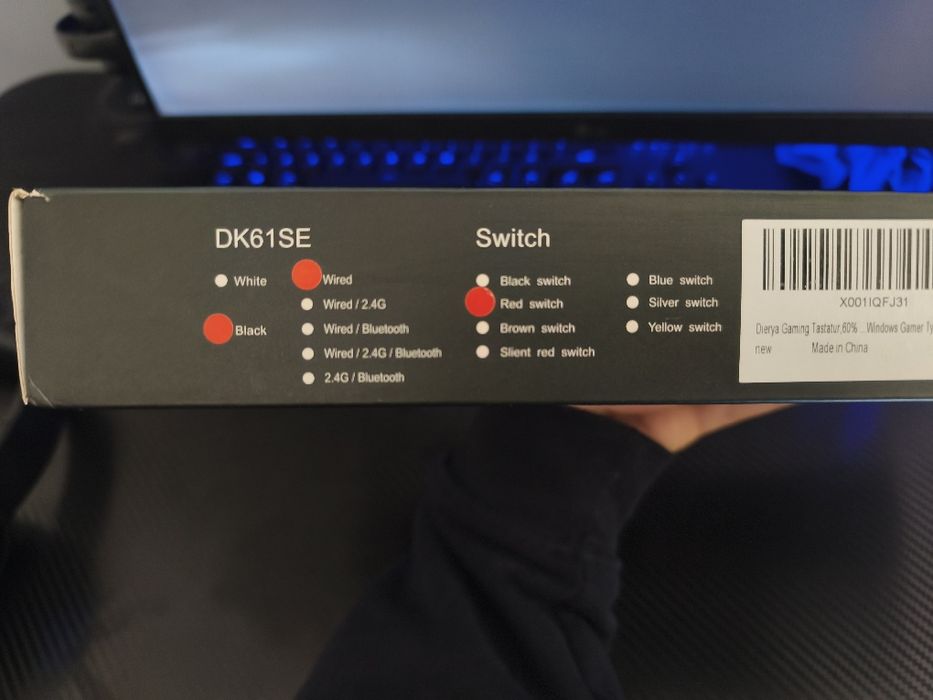 DK61SE
White
Black
Wired
Wired / 2.4G
Wired / Bluetooth
Wired / 2.4G / Bluetooth
2.4G / Bluetooth
Switch
Black switch
Red switch
Brown switch
Slient red switch
Blue switch
Silver switch
Yellow switch
X001IQFJ31
Dierya Gaming Tastatur,60% ...Windows Gamer Ty
new Made in China